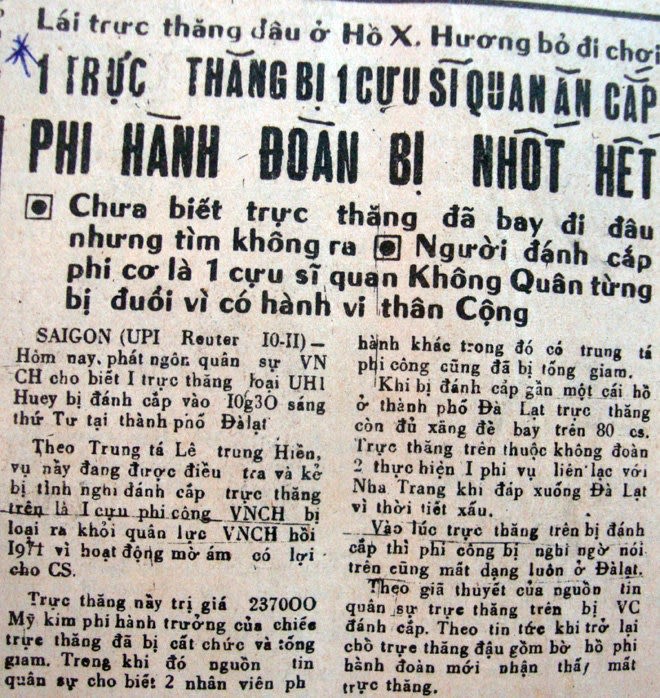 Lái trực thăng đậu ở Hồ X. Hương bỏ đi chơi
1 TRỰC THĂNG BỊ 1 CỰU SĨ QUAN ĂN CẮP
PHI HÀNH ĐOÀN BỊ NHỐT HẾT
Chưa biết trực thăng đã bay đi đâu
nhưng tìm không ra Người đánh cắp
phi cơ là 1 cựu sĩ quan Không Quân từng
bị đuổi vì có hành vi thân Cộng
SAIGON (UPI Reuter 10-11) —
Hôm nay, phát ngôn quân sự VN
CH cho biết 1 trực thăng loại UH1
Huey bị đánh cắp vào 10g30 sáng
thứ Tư tại thành phố Đàlạt
Theo Trung tá Lê trung Hiền,
vụ này đang được điều tra và kẻ
bị tình nghi đánh cắp trực thăng
trên là 1 cựu phi công VNCH bị
loại ra khỏi quân lực VNCH hồi
1971 vì hoạt động mờ ám có lợi
cho CS.
Trực thăng nầy trị giá 237000
Mỹ kim phi hành trưởng của chiếc
trực thăng đã bị cất chức và tống
giam. Trong khi đó nguồn tin
quân sự cho biết 2 nhân viên ph
hành khác trong đó có trung tá
phi công cũng đã bị tống giam.
Khi bị đánh cắp gần một cái hồ
ở thành phố Đà Lạt trực thăng
còn đủ xăng để bay trên 80 cs.
Trực thăng trên thuộc không đoàn
2 thực hiện 1 phi vụ liên lạc với
Nha Trang khi đáp xuống Đà Lạt
vì thời tiết xấu.
Vào lúc trực thăng trên bị đánh
cắp thì phi công bị nghi ngờ nói
trên cũng mất dạng luôn ở Đàlạt.
Theo giả thuyết của nguồn tin
quân sự trực thăng trên bị VC
đánh cắp. Theo tin tức khi trở lại
chỗ trực thăng đậu gồm bờ hồ phi
hành đoàn mới nhận thấy mất
trực thăng.